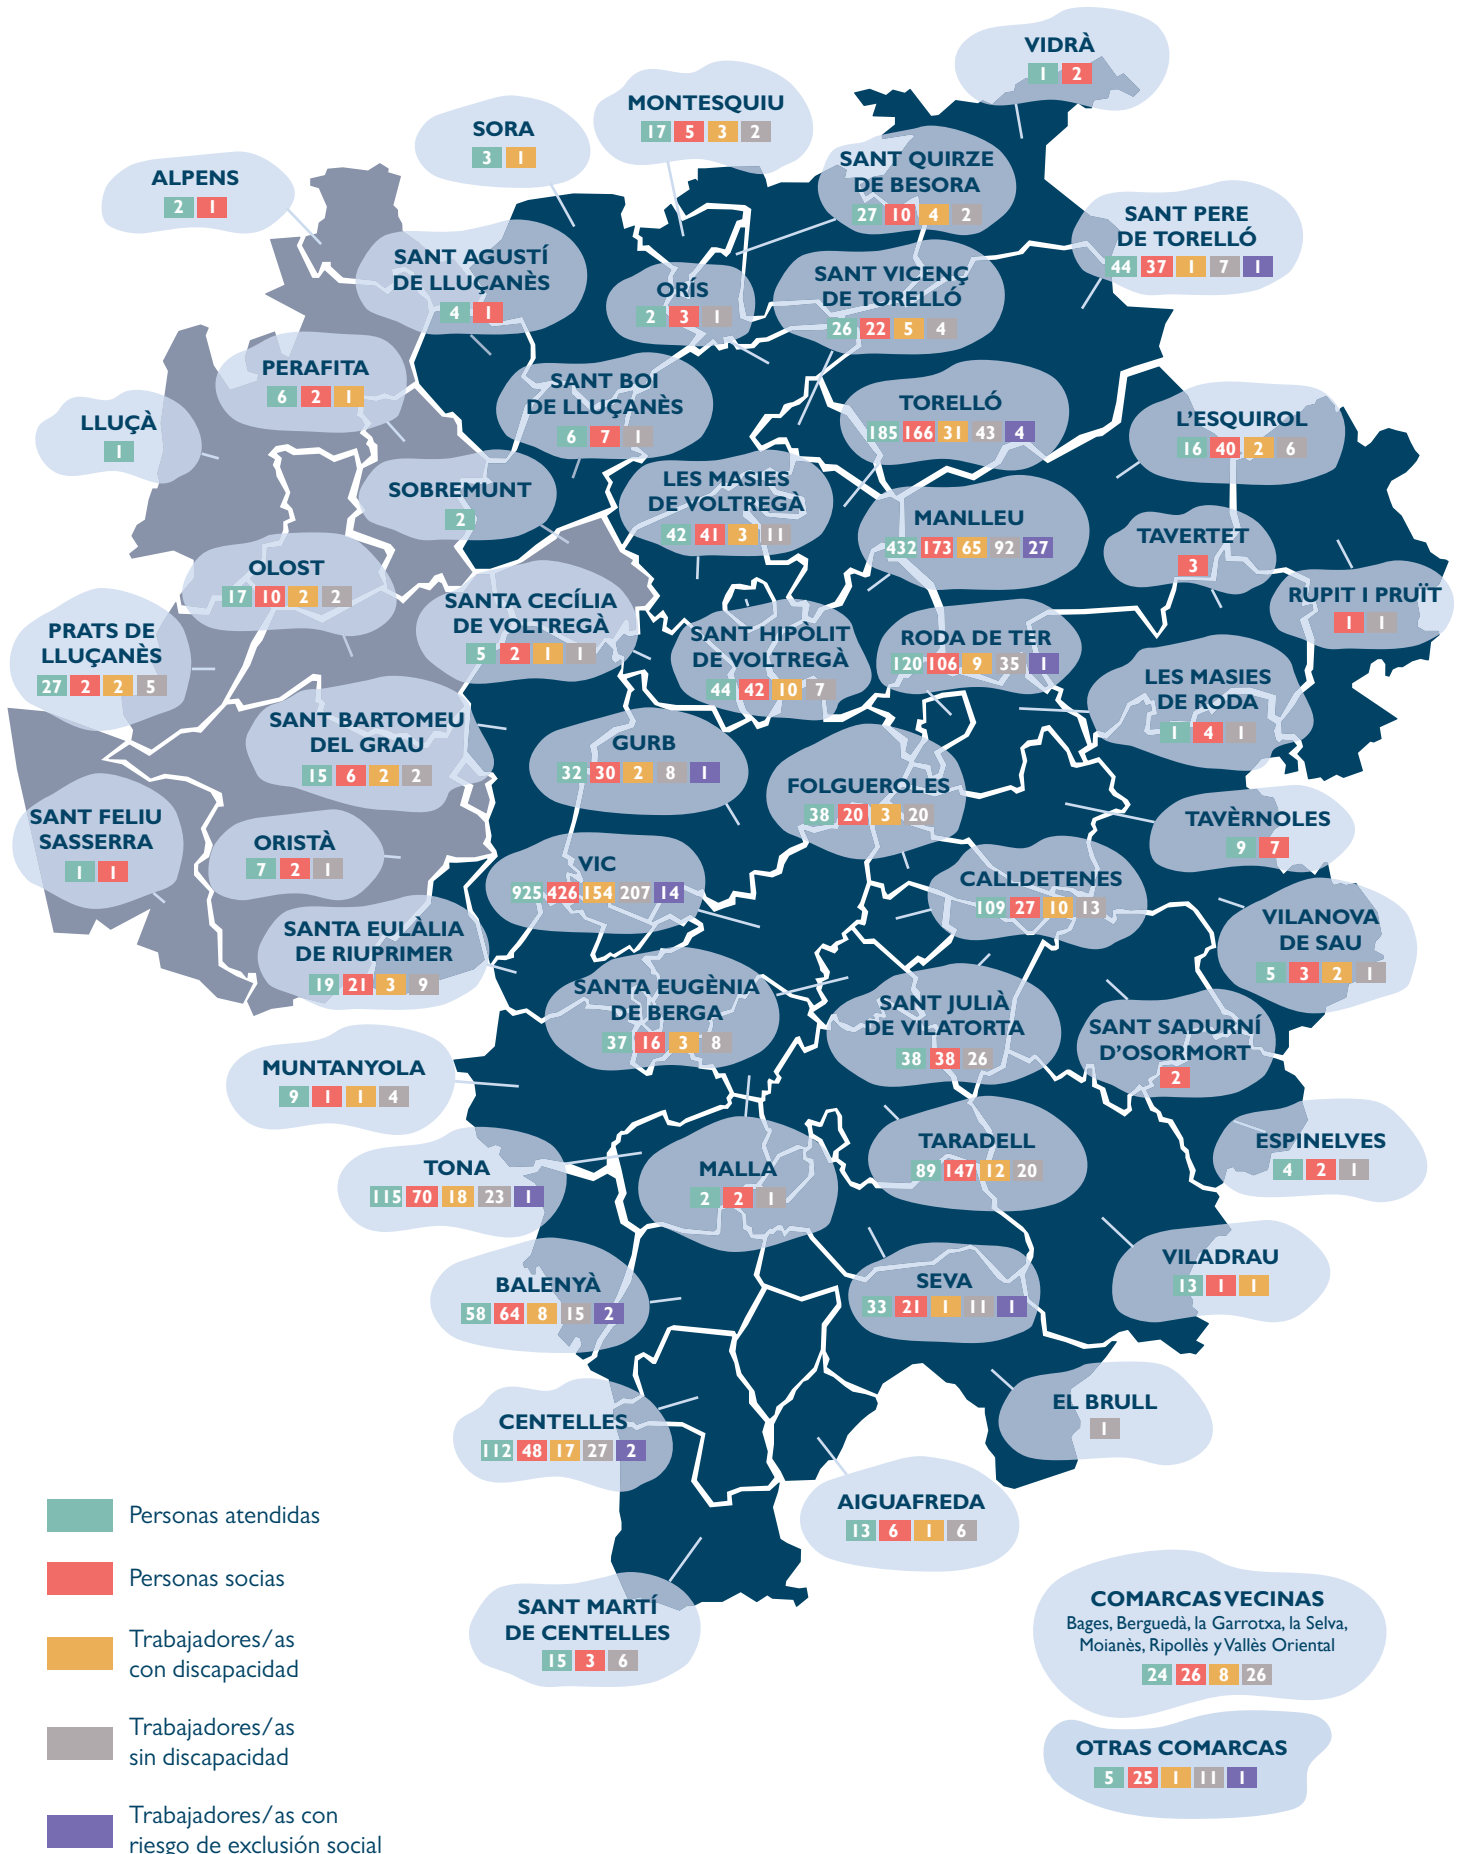 VIDRÀ
1 2
MONTESQUIU
17 5 3 2
SORA
3 1
ALPENS
2 1
SANT QUIRZE
DE BESORA
27 10 4 2
SANT PERE
DE TORELLÓ
44 37 1 7 1
SANT AGUSTÍ
DE LLUÇANÈS
4 1
ORÍS
2 3 1
SANT VICENÇ
DE TORELLÓ
26 22 5 4
PERAFITA
6 2 1
SANT BOI
DE LLUÇANÈS
6 7 1
TORELLÓ
185 166 31 43 4
L'ESQUIROL
16 40 2 6
LLUÇÀ
1
SOBREMUNT
2
LES MASIES
DE VOLTREGÀ
42 41 3 11
MANLLEU
432 173 65 92 27
TAVERTET
3
OLOST
17 10 2 2
SANTA CECÍLIA
DE VOLTREGÀ
5 2 1 1
RUPIT I PRUÏT
1 1
PRATS DE
LLUÇANÈS
27 2 2 5
SANT HIPÒLIT
DE VOLTREGÀ
44 42 10 7
RODA DE TER
120 106 9 35 1
LES MASIES
DE RODA
1 4 1
SANT BARTOMEU
DEL GRAU
15 6 2 2
GURB
32 30 2 8 1
FOLGUEROLES
38 20 3 20
TAVÈRNOLES
9 7
SANT FELIU
SASSERRA
1 1
ORISTÀ
7 2 1
VIC
925 426 154 207 14
CALLDETENES
109 27 10 13
VILANOVA
DE SAU
5 3 2 1
SANTA EULÀLIA
DE RIUPRIMER
19 21 3 9
SANTA EUGÈNIA
DE BERGA
37 16 3 8
SANT JULIÀ
DE VILATORTA
38 38 26
SANT SADURNÍ
D'OSORMORT
2
MUNTANYOLA
9 1 1 4
TONA
115 70 18 23 1
MALLA
2 2 1
TARADELL
89 147 12 20
ESPINELVES
4 2 1
BALENYÀ
58 64 8 15 2
SEVA
33 21 1 11 1
VILADRAU
13 1 1
EL BRULL
1
CENTELLES
112 48 17 27 2
AIGUAFREDA
13 6 1 6
SANT MARTÍ
DE CENTELLES
15 3 6
COMARCAS VECINAS
Bages, Berguedà, la Garrotxa, la Selva,
Moianès, Ripollès y Vallès Oriental
24 26 8 26
OTRAS COMARCAS
5 25 1 11 1
Personas atendidas
Personas socias
Trabajadores/as
con discapacidad
Trabajadores/as
sin discapacidad
Trabajadores/as con
riesgo de exclusión social